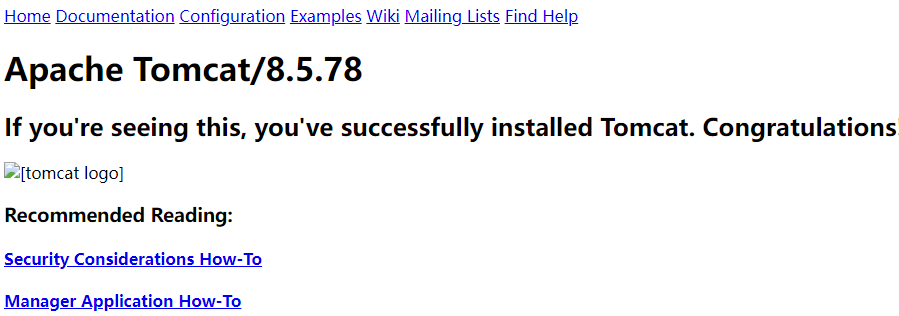 Home Documentation Configuration Examples Wiki Mailing Lists Find Help
Apache Tomcat/8.5.78
If you're seeing this, you've successfully installed Tomcat. Congratulations!
[tomcat logo]
Recommended Reading:
Security Considerations How-To
Manager Application How-To